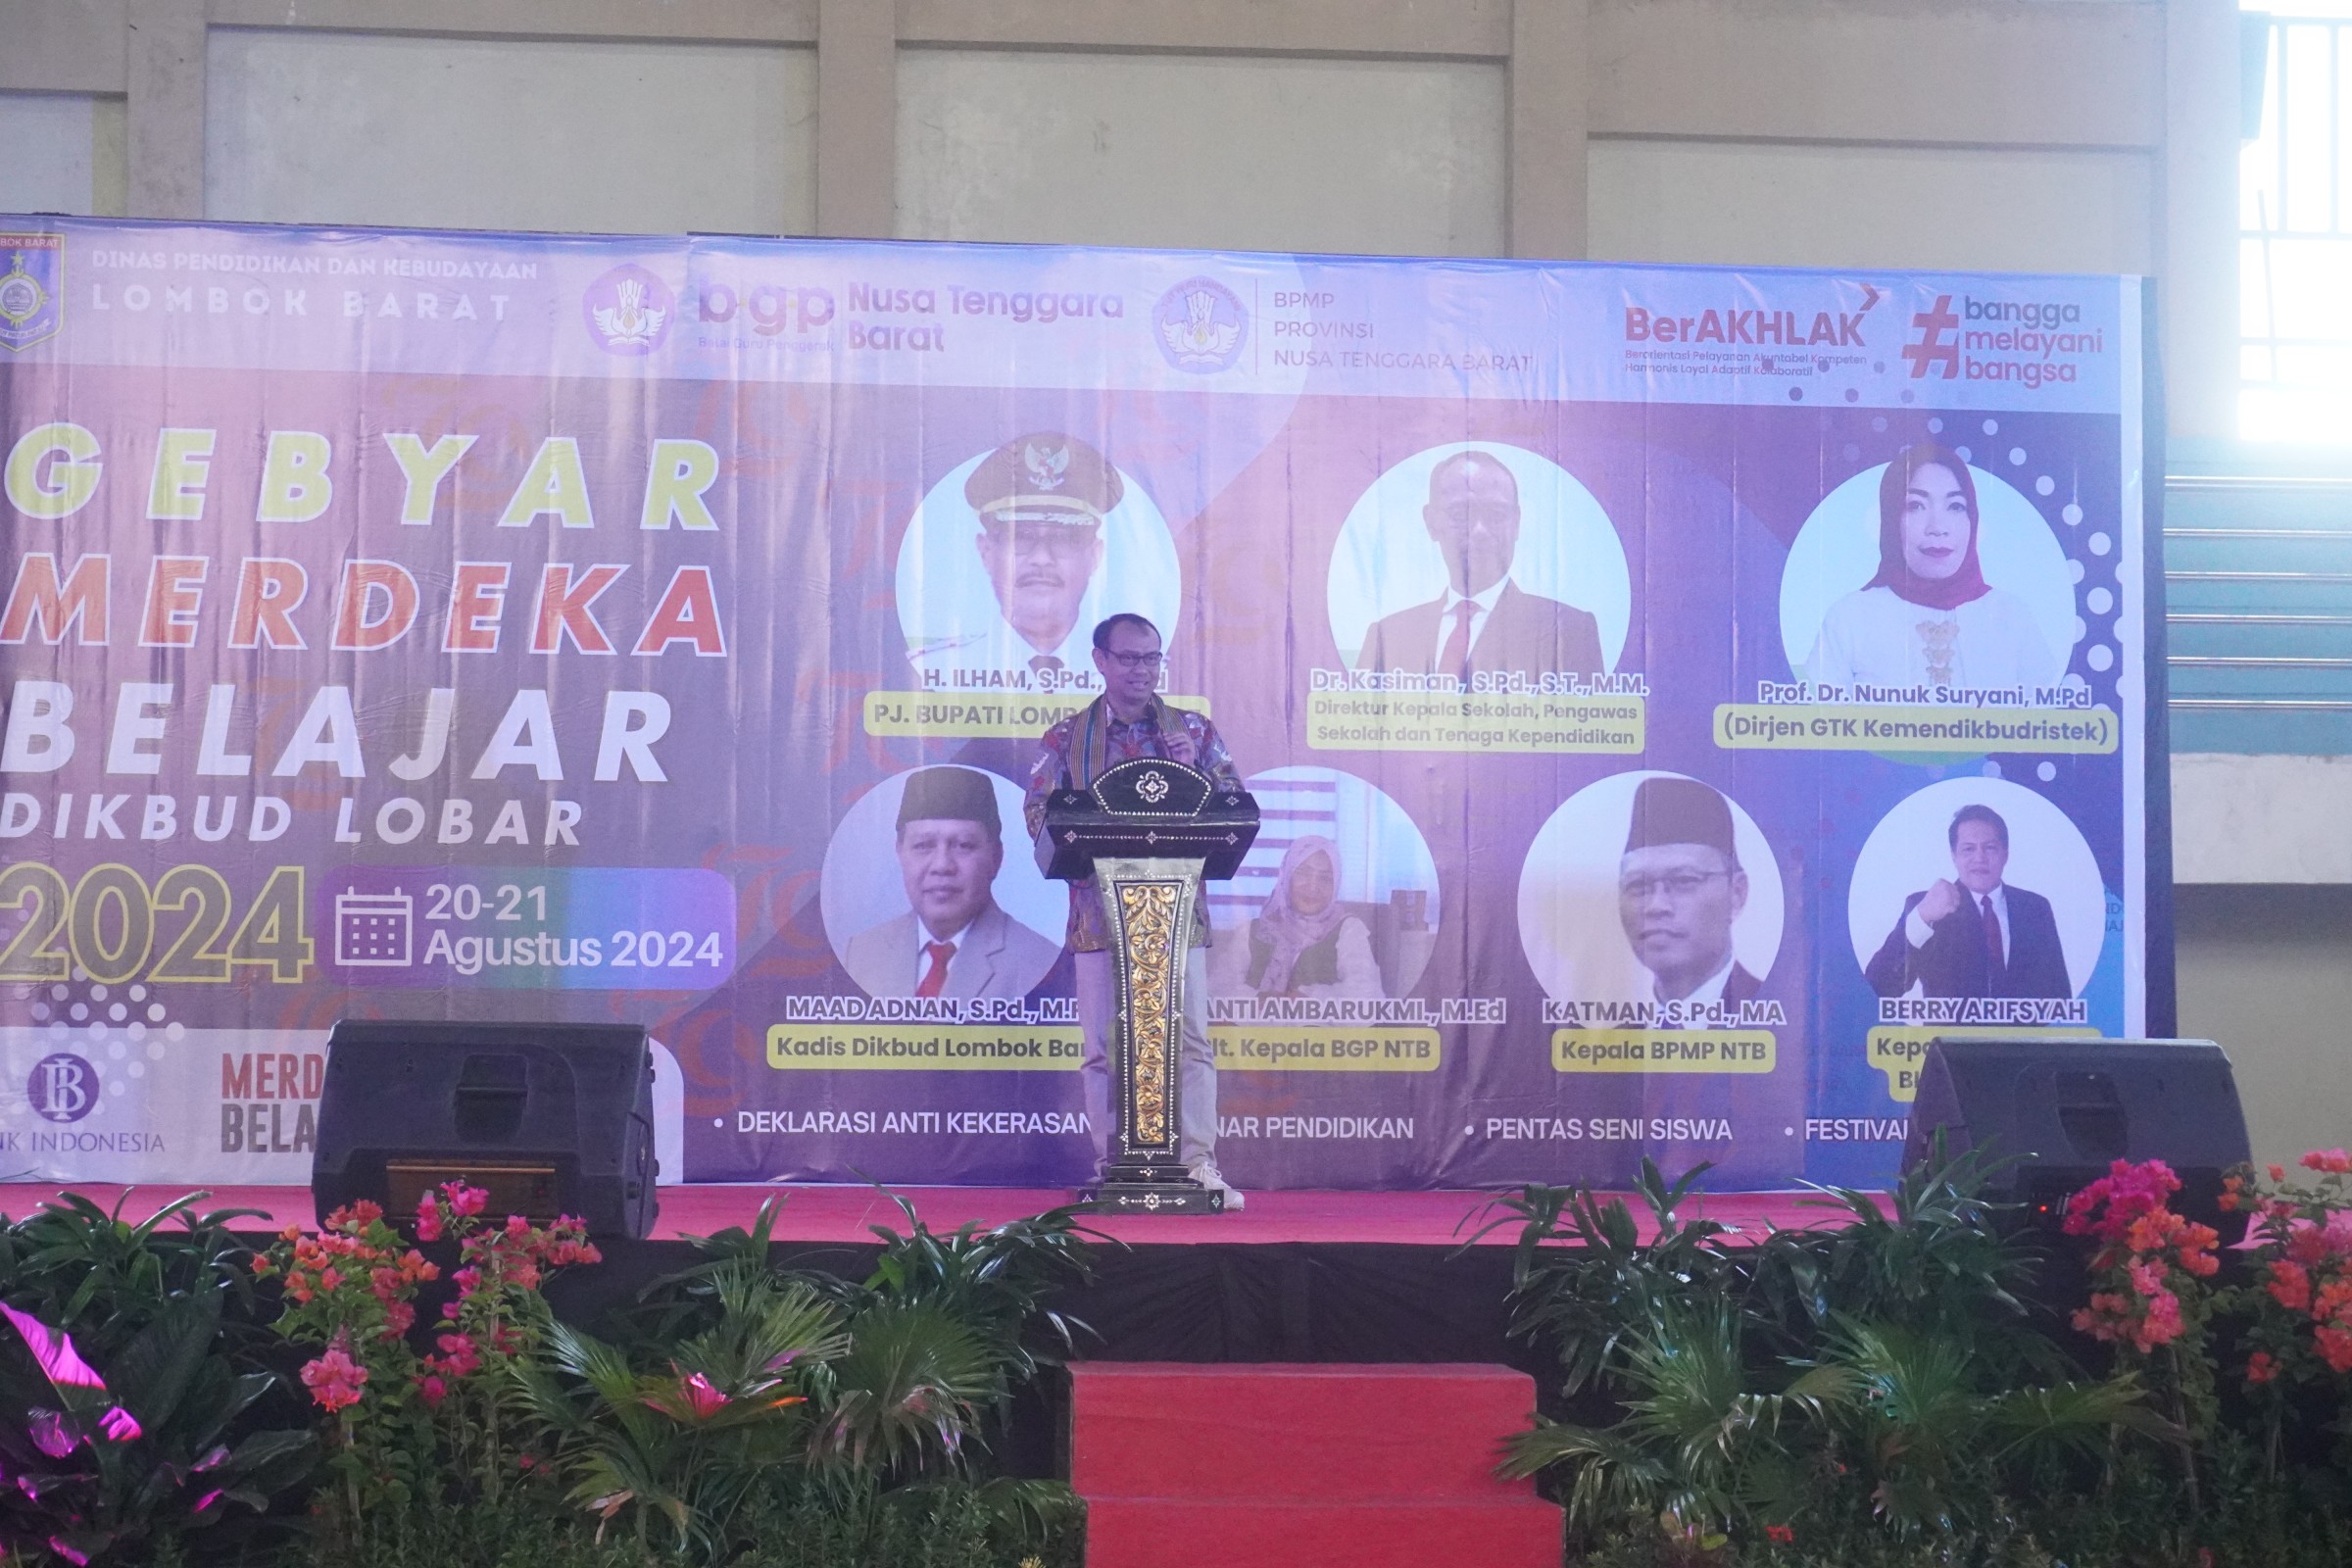 BOK BARAT
DINAS PENDIDIKAN DAN KEBUDAYAAN
LOMBOK BARAT
bgp
Balai Guru Penggerak
Nusa Tenggara
Barat
BPMP
PROVINSI
NUSA TENGGARA BARAT
BerAKHLAK
Berorientasi Pelayanan Akuntabel Kompeten
Harmonis Loyal Adaptif Kolaboratif
#
bangga
melayani
bangsa
GEBYAR
MERDEKA
BELAJAR
DIKBUD LOBAR
2024
20-21
Agustus 2024
H. ILHAM, S.Pd.,
PJ. BUPATI LOMB
Dr. Kasiman, S.Pd., S.T., M.M.
Direktur Kepala Sekolah, Pengawas
Sekolah dan Tenaga Kependidikan
Prof. Dr. Nunuk Suryani, M.Pd
(Dirjen GTK Kemendikbudristek)
MAAD ADNAN, S.Pd., M.P
Kadis Dikbud Lombok Bar
ANTI AMBARUKMI., M.Ed
lt. Kepala BGP NTB
KATMAN, S.Pd., MA
Kepala BPMP NTB
BERRY ARIFSYAH
Kep
BI
• DEKLARASI ANTI KEKERASAN
NAR PENDIDIKAN
• PENTAS SENI SISWA
• FESTIVAL
NK INDONESIA
MERD
BELA